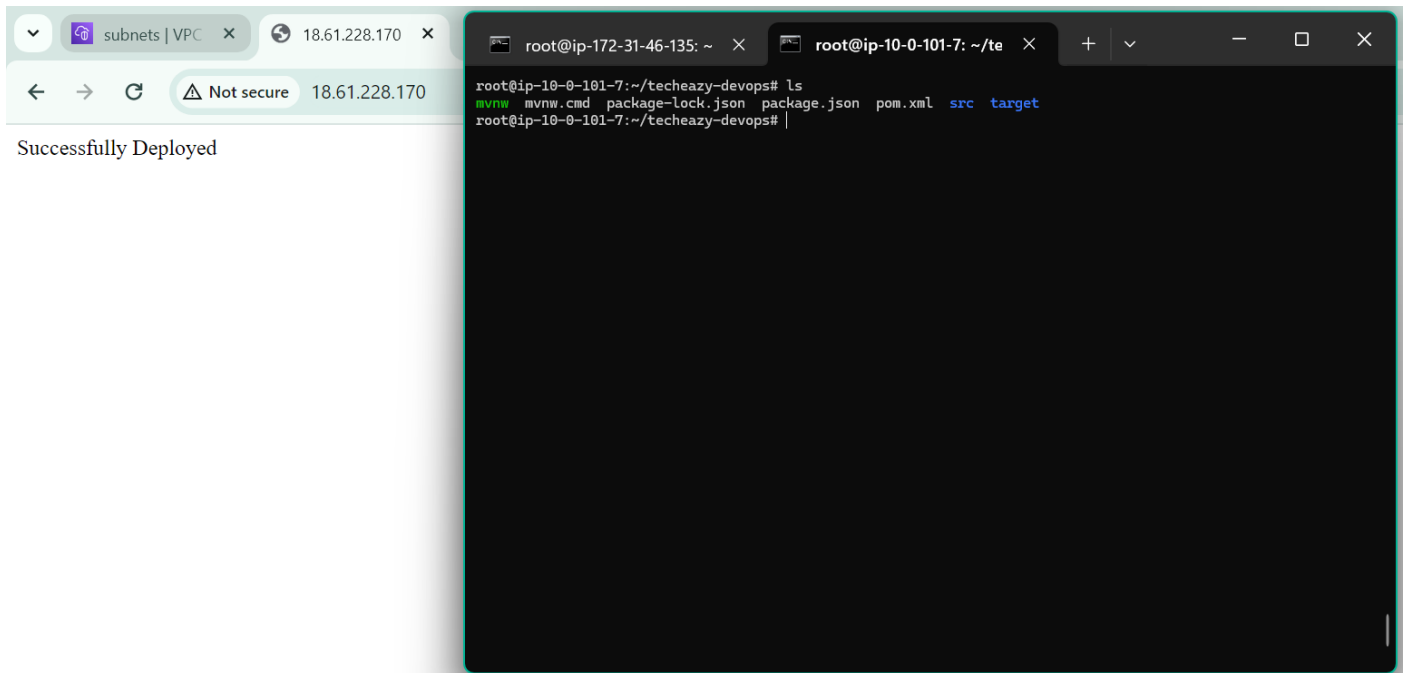 subnets | VPC
18.61.228.170
Not secure 18.61.228.170
Successfully Deployed
root@ip-172-31-46-135: ~
root@ip-10-0-101-7: ~/te
root@ip-10-0-101-7:~/techeazy-devops# ls
mvnw mvnw.cmd package-lock.json package.json pom.xml src target
root@ip-10-0-101-7:~/techeazy-devops#